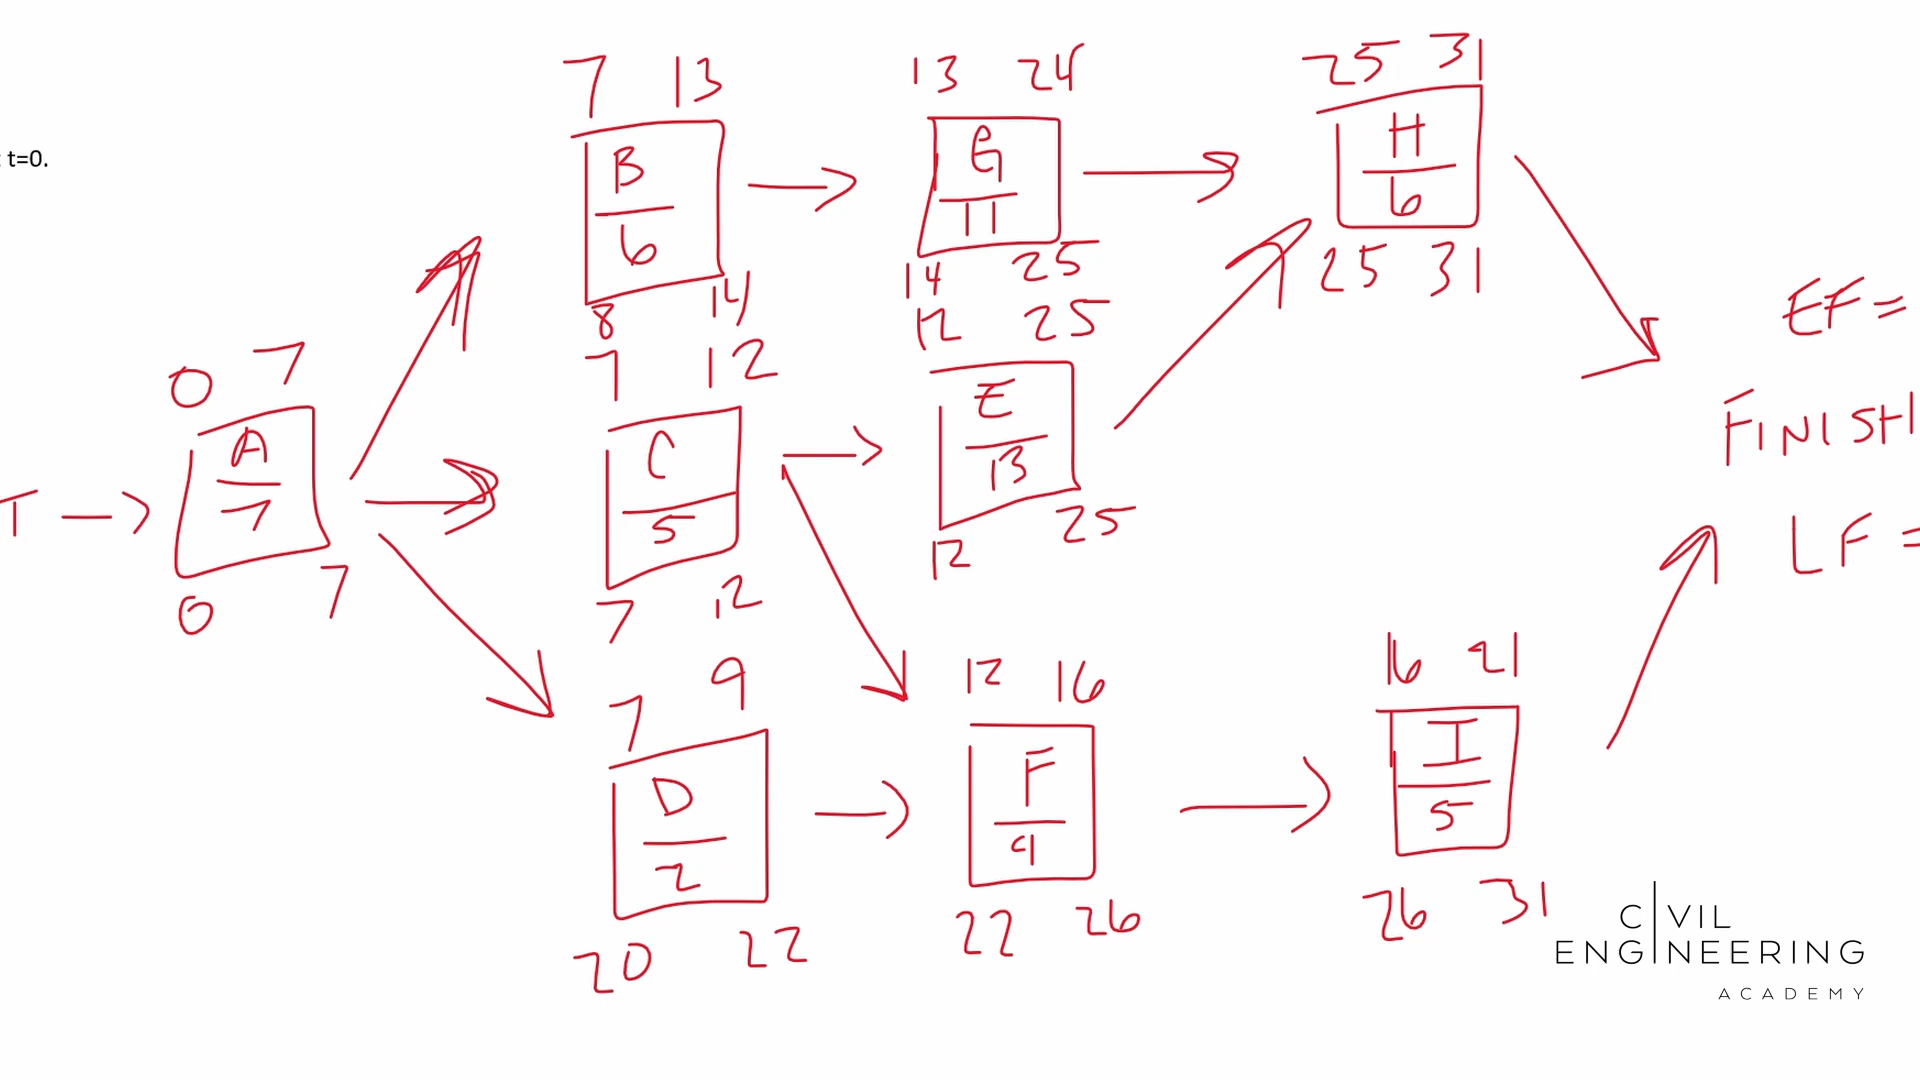 : t=0.
7 13
13 24
25 31
B
6
G
11
H
6
8 14
14 25
25 31
0 7
7 12
12 25
EF=
T
A
7
C
5
E
13
FINISH
0 7
7 12
12 25
LF =
7 9
12 16
16 21
D
2
F
4
I
5
20 22
22 26
26 31
CIVIL
ENGINEERING
ACADEMY